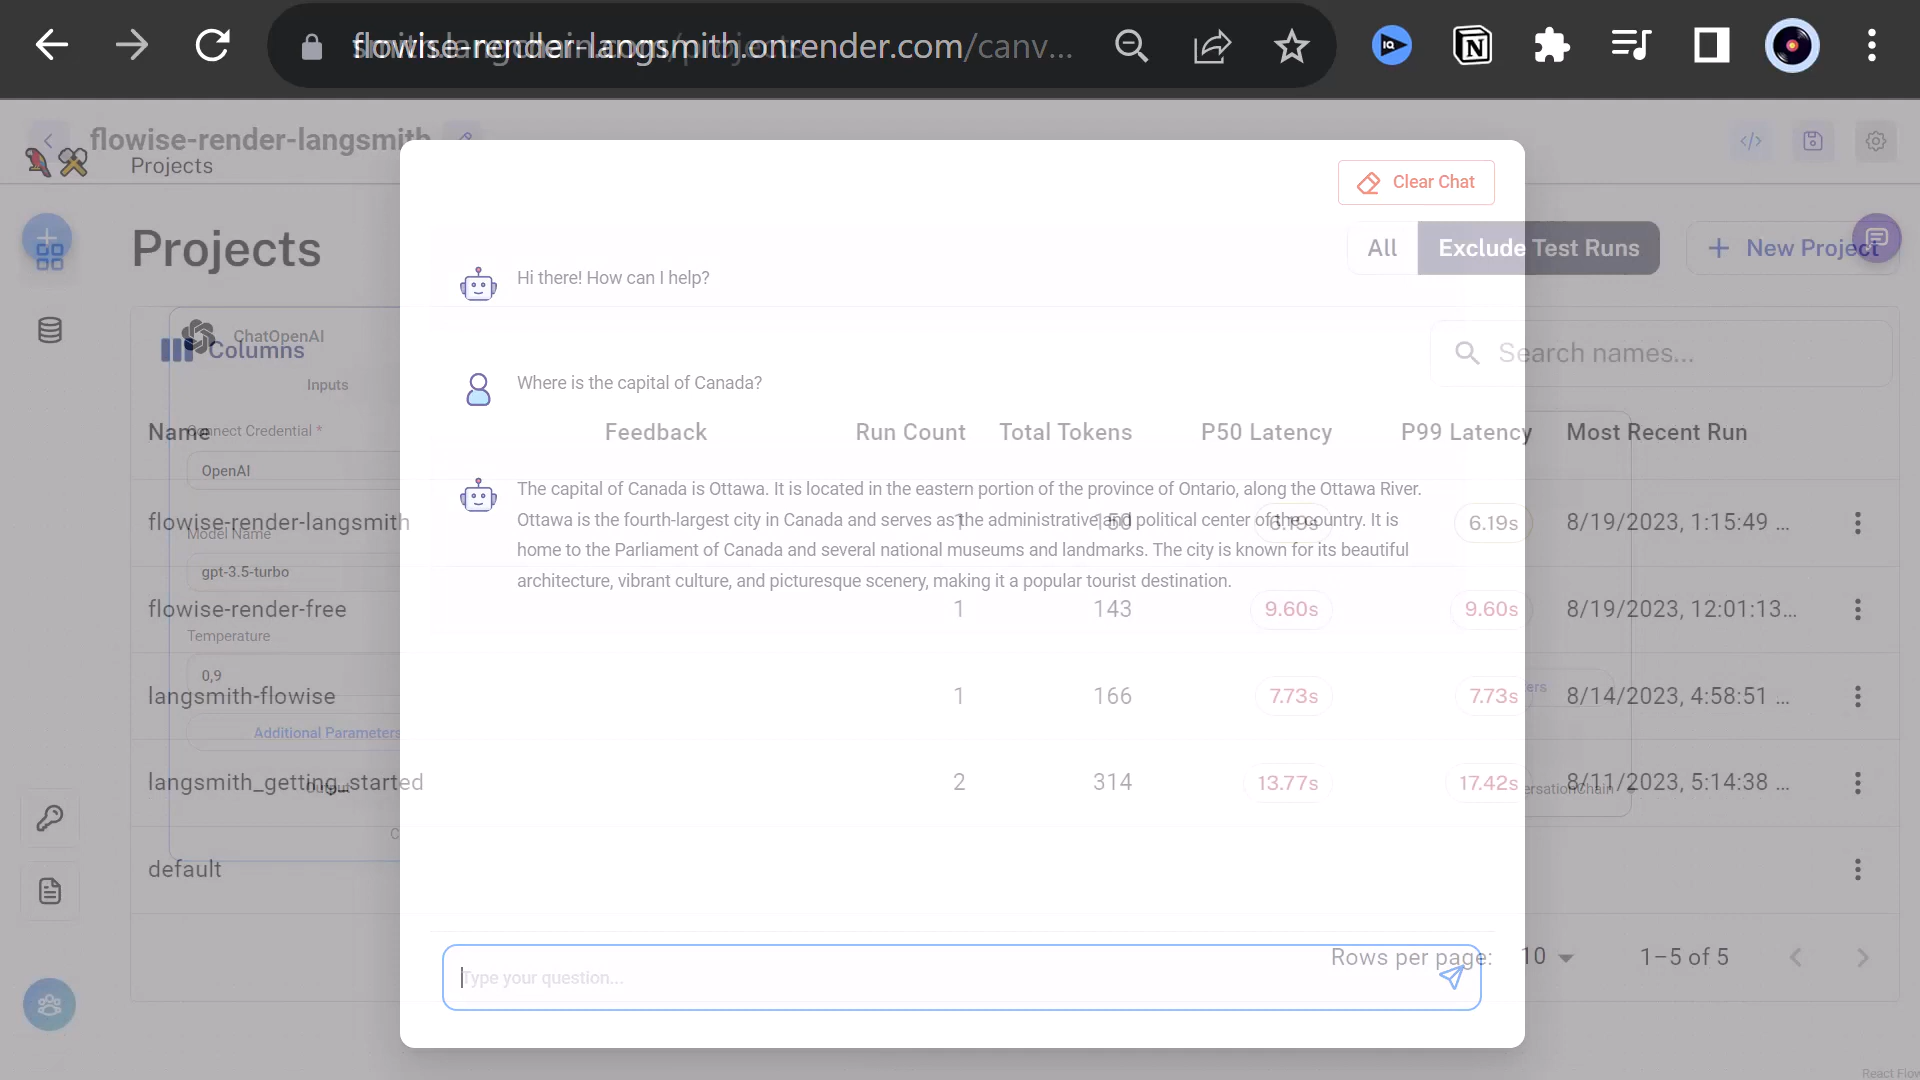 flowise-render-langsmith.onrender.com/canv...
flowise-render-langsmith
Projects
Clear Chat
Projects
All
Exclude Test Runs
New Project
Hi there! How can I help?
ChatOpenAI
Columns
Search names...
Inputs
Where is the capital of Canada?
Name
Connect Credential *
Feedback
Run Count
Total Tokens
P50 Latency
P99 Latency
Most Recent Run
OpenAI
The capital of Canada is Ottawa. It is located in the eastern portion of the province of Ontario, along the Ottawa River.
Ottawa is the fourth-largest city in Canada and serves as the administrative and political center of the country. It is
home to the Parliament of Canada and several national museums and landmarks. The city is known for its beautiful
architecture, vibrant culture, and picturesque scenery, making it a popular tourist destination.
flowise-render-langsmith 1 150 6.19s 6.19s 8/19/2023, 1:15:49 ...
Model Name
gpt-3.5-turbo
flowise-render-free 1 143 9.60s 9.60s 8/19/2023, 12:01:13...
Temperature
0,9
langsmith-flowise 1 166 7.73s 7.73s 8/14/2023, 4:58:51 ...
Additional Parameters
langsmith_getting_started 2 314 13.77s 17.42s 8/11/2023, 5:14:38 ...
Output
default
Rows per page: 10 1–5 of 5
Type your question...
React Flow